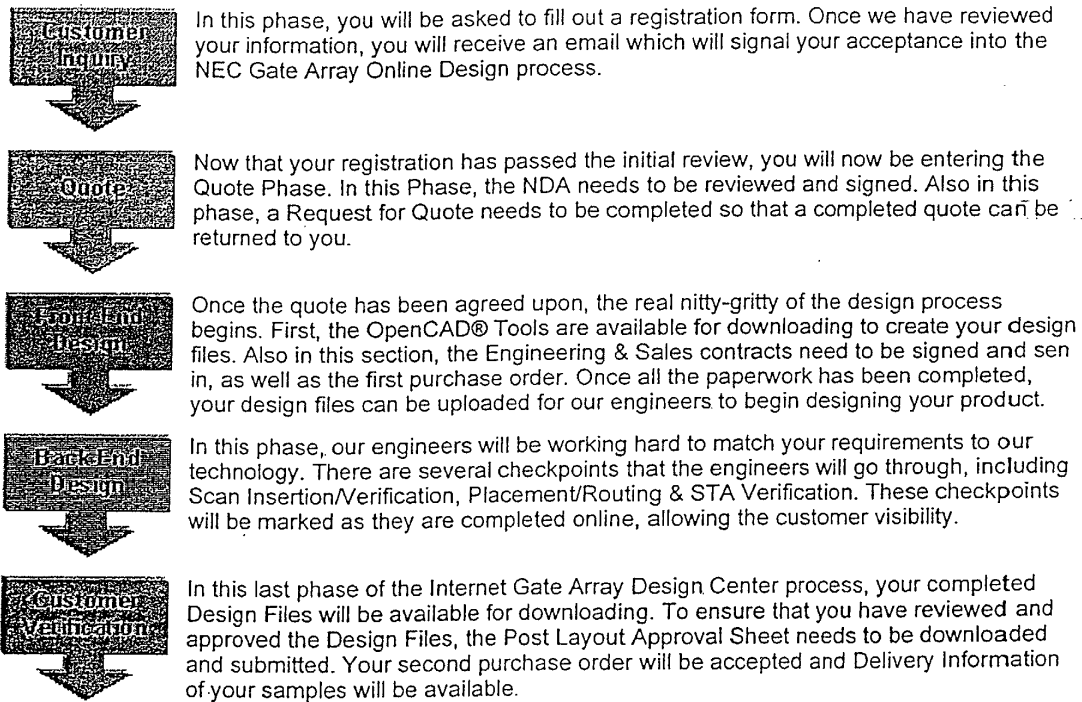 Customer
Inquiry
In this phase, you will be asked to fill out a registration form. Once we have reviewed
your information, you will receive an email which will signal your acceptance into the
NEC Gate Array Online Design process.
Quote
Now that your registration has passed the initial review, you will now be entering the
Quote Phase. In this Phase, the NDA needs to be reviewed and signed. Also in this
phase, a Request for Quote needs to be completed so that a completed quote can be
returned to you.
Front-End
Design
Once the quote has been agreed upon, the real nitty-gritty of the design process
begins. First, the OpenCAD® Tools are available for downloading to create your design
files. Also in this section, the Engineering & Sales contracts need to be signed and sen
in, as well as the first purchase order. Once all the paperwork has been completed,
your design files can be uploaded for our engineers to begin designing your product.
Back-End
Design
In this phase, our engineers will be working hard to match your requirements to our
technology. There are several checkpoints that the engineers will go through, including
Scan Insertion/Verification, Placement/Routing & STA Verification. These checkpoints
will be marked as they are completed online, allowing the customer visibility.
Customer
Verification
In this last phase of the Internet Gate Array Design Center process, your completed
Design Files will be available for downloading. To ensure that you have reviewed and
approved the Design Files, the Post Layout Approval Sheet needs to be downloaded
and submitted. Your second purchase order will be accepted and Delivery Information
of your samples will be available.